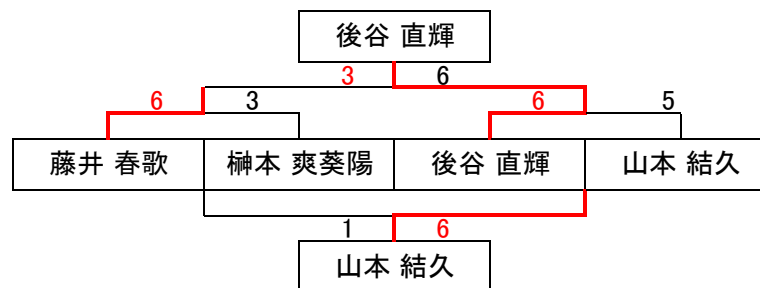 後谷 直輝
3 6
6 3 6 5
藤井 春歌 榊本 爽葵陽 後谷 直輝 山本 結久
1 6
山本 結久